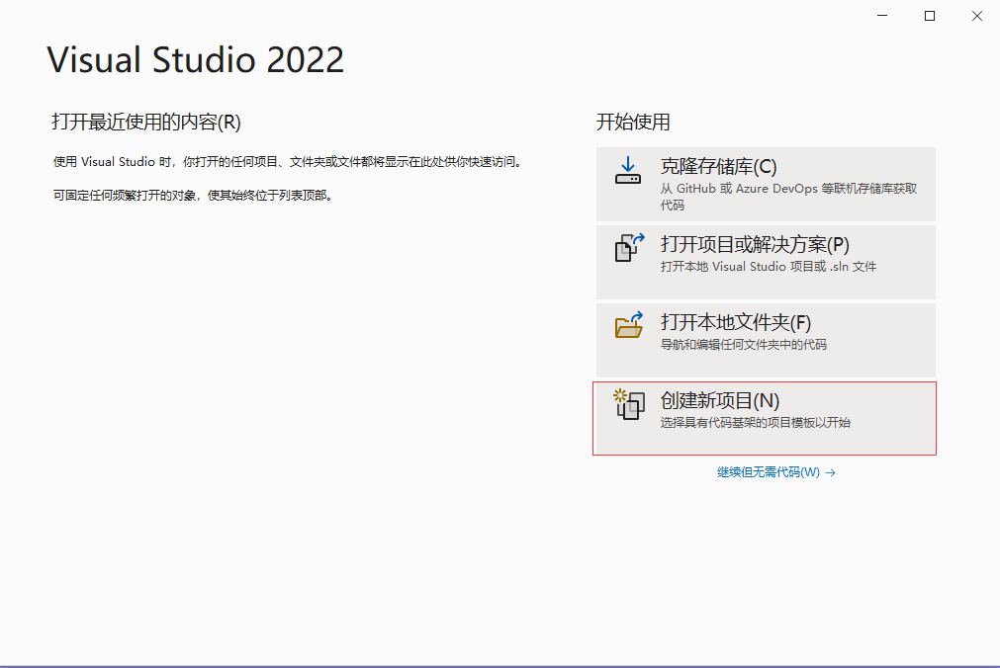 Visual Studio 2022
打开最近使用的内容(R)
使用 Visual Studio 时，你打开的任何项目、文件夹或文件都将显示在此处供你快速访问。
可固定任何频繁打开的对象，使其始终位于列表顶部。
开始使用
克隆存储库(C)
从 GitHub 或 Azure DevOps 等联机存储库获取
代码
打开项目或解决方案(P)
打开本地 Visual Studio 项目或 .sln 文件
打开本地文件夹(F)
导航和编辑任何文件夹中的代码
创建新项目(N)
选择具有代码基架的项目模板以开始
继续但无需代码(W) →